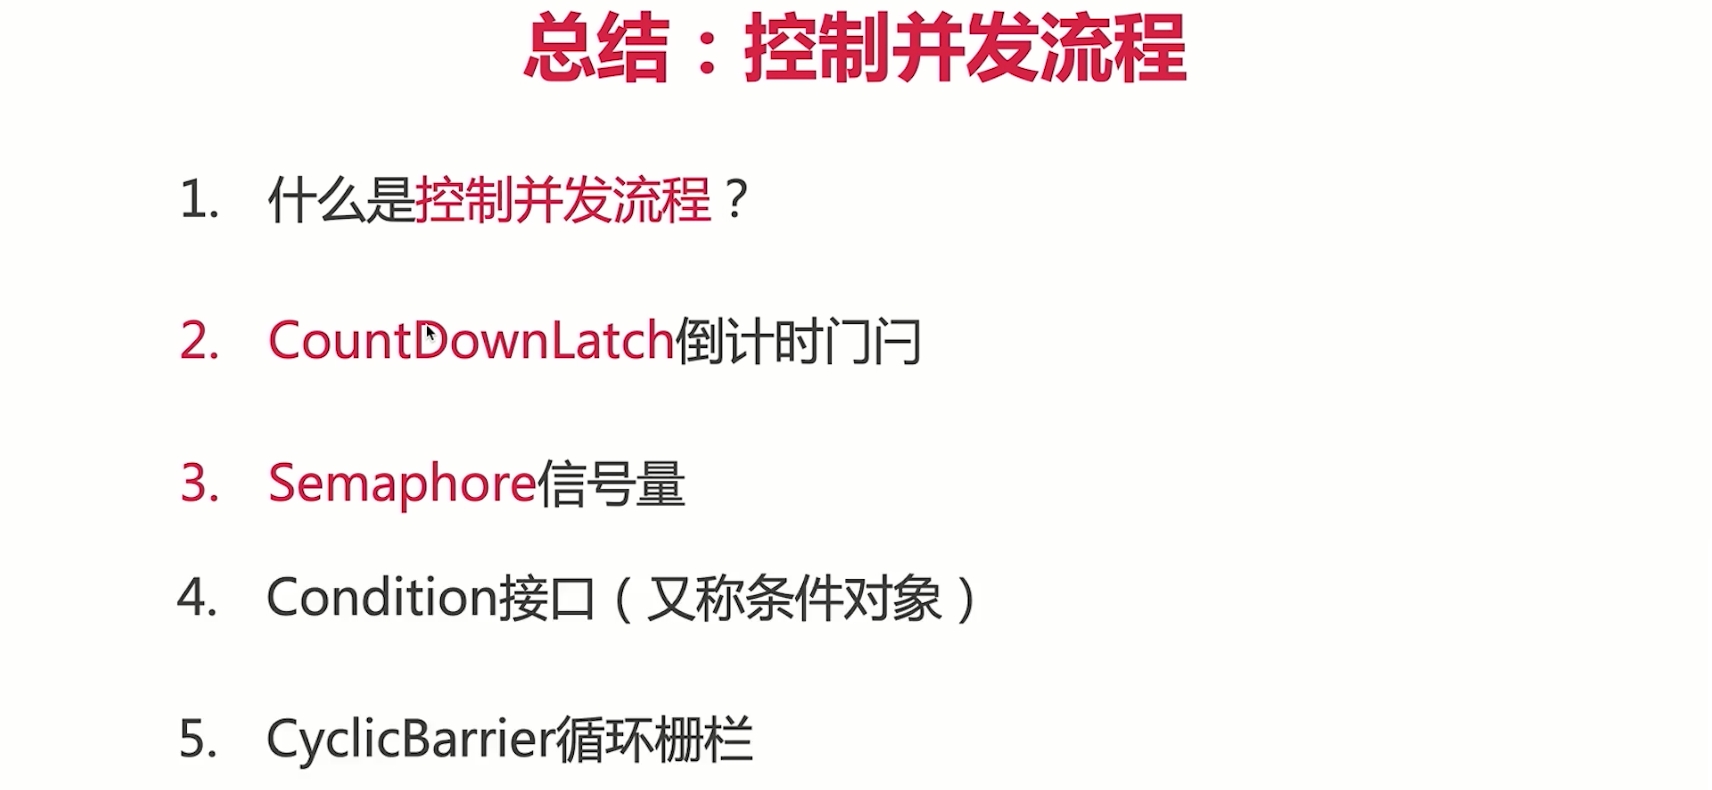 总结：控制并发流程
1. 什么是控制并发流程？
2. CountDownLatch倒计时门闩
3. Semaphore信号量
4. Condition接口（又称条件对象）
5. CyclicBarrier循环栅栏